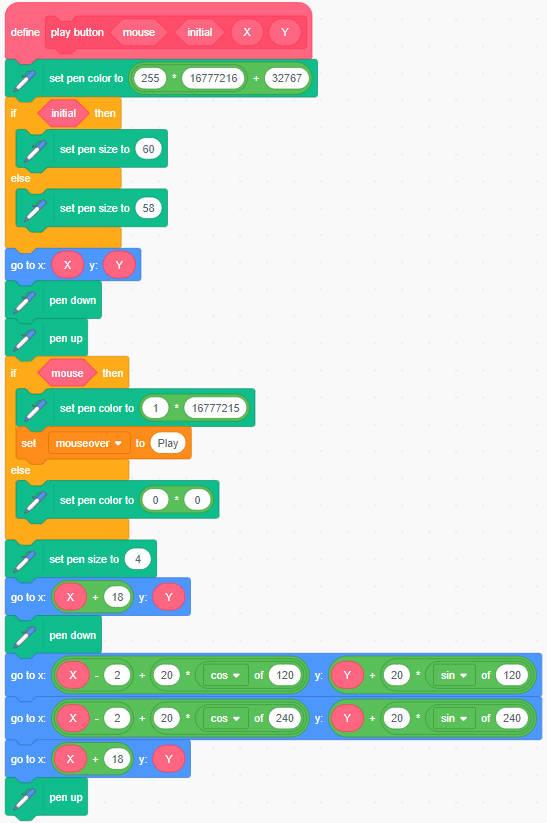 define play button mouse initial X Y
set pen color to 255 * 16777216 + 32767
if initial then
set pen size to 60
else
set pen size to 58
go to x: X y: Y
pen down
pen up
if mouse then
set pen color to 1 * 16777215
set mouseover to Play
else
set pen color to 0 * 0
set pen size to 4
go to x: X + 18 y: Y
pen down
go to x: X - 2 + 20 * cos of 120 y: Y + 20 * sin of 120
go to x: X - 2 + 20 * cos of 240 y: Y + 20 * sin of 240
go to x: X + 18 y: Y
pen up